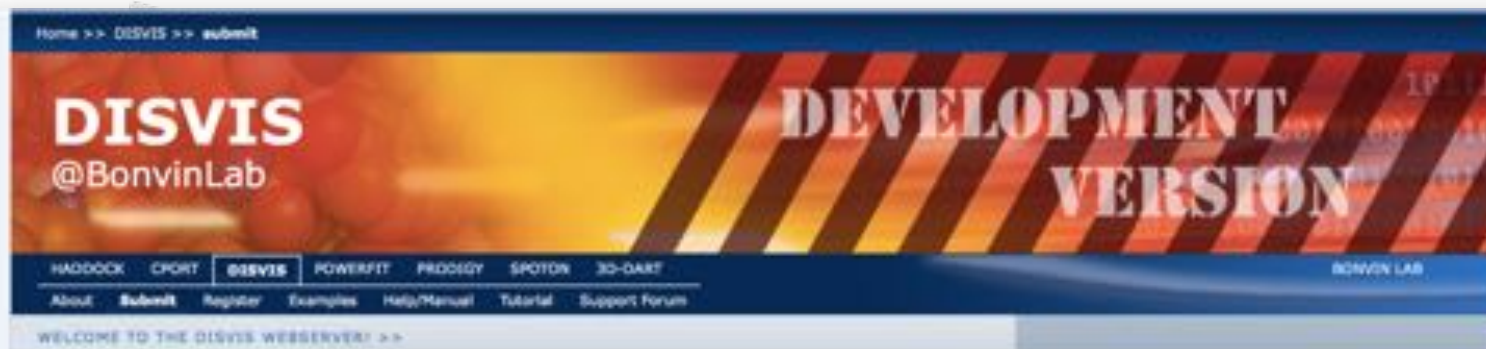 Home >> DISVIS >> submit
DISVIS
@BonvinLab
DEVELOPMENT
VERSION
HADDOCK CPORT DISVIS POWERFIT PRODIGY SPOTON 3D-DART
BONVIN LAB
About Submit Register Examples Help/Manual Tutorial Support Forum
WELCOME TO THE DISVIS WEBSERVER! >>